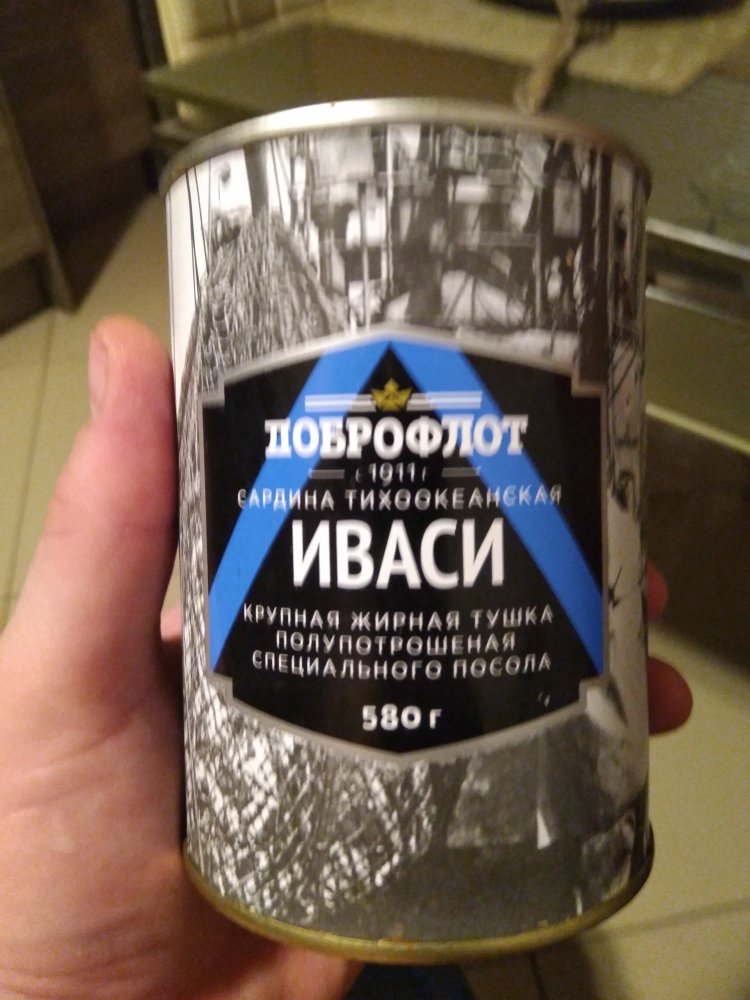 ДОБРОФЛОТ
1911
САРДИНА ТИХООКЕАНСКАЯ
ИВАСИ
КРУПНАЯ ЖИРНАЯ ТУШКА
ПОЛУПОТРОШЕНАЯ
СПЕЦИАЛЬНОГО ПОСОЛА
580 г